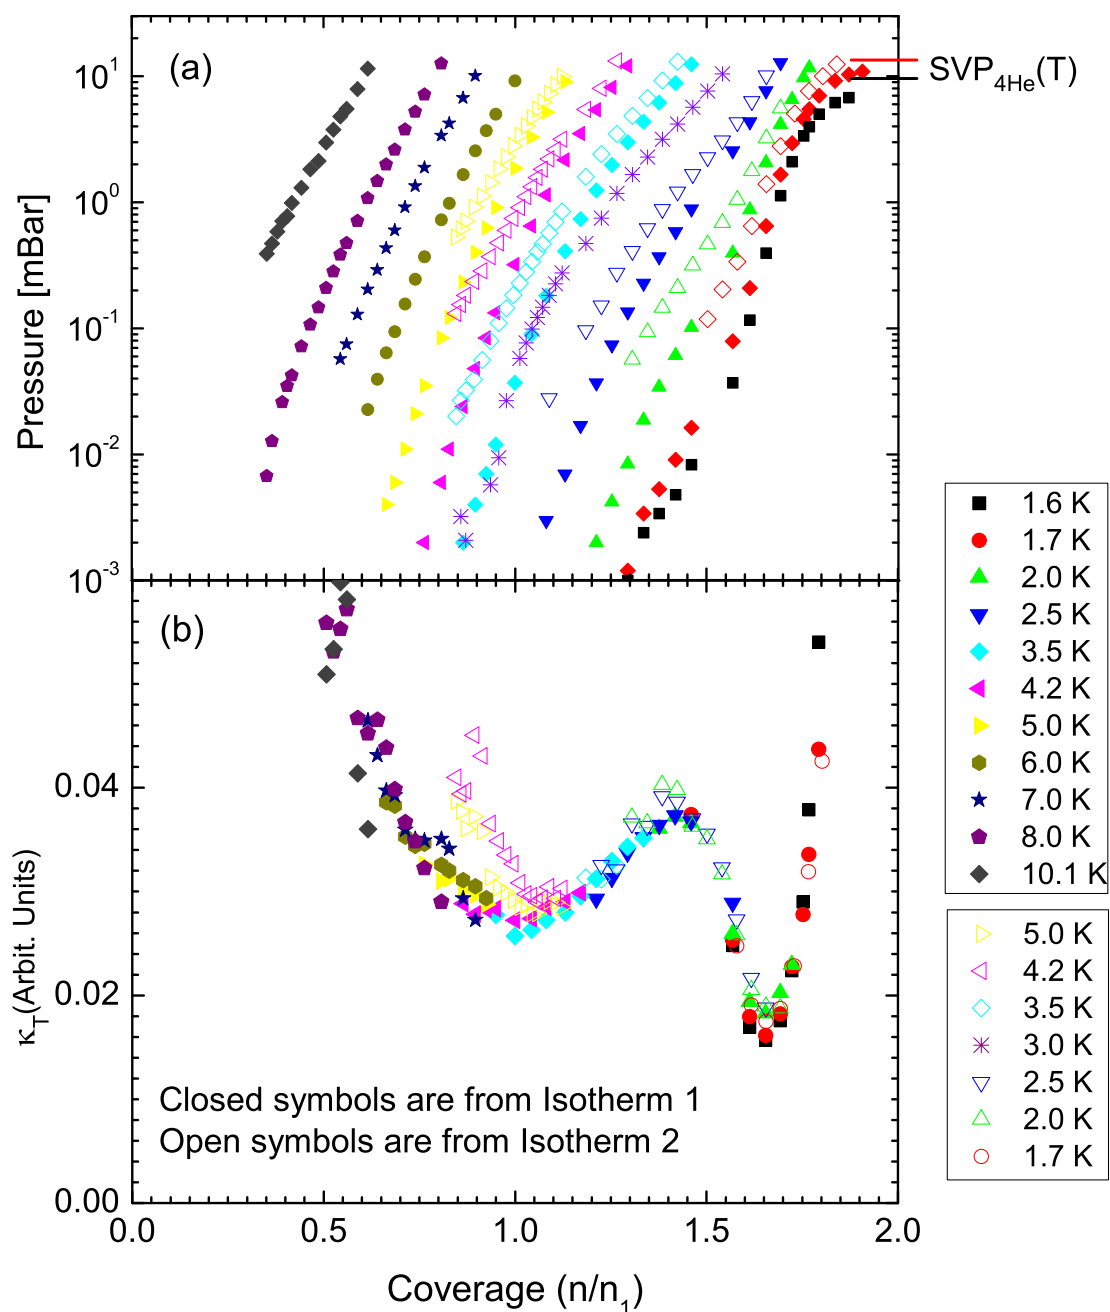 (a)
SVP4He(T)
Pressure [mBar]
10^1
10^0
10^-1
10^-2
10^-3
1.6 K
1.7 K
2.0 K
2.5 K
3.5 K
4.2 K
5.0 K
6.0 K
7.0 K
8.0 K
10.1 K
(b)
κT(Arbit. Units)
0.04
0.02
0.00
5.0 K
4.2 K
3.5 K
3.0 K
2.5 K
2.0 K
1.7 K
Closed symbols are from Isotherm 1
Open symbols are from Isotherm 2
0.0 0.5 1.0 1.5 2.0
Coverage (n/n1)